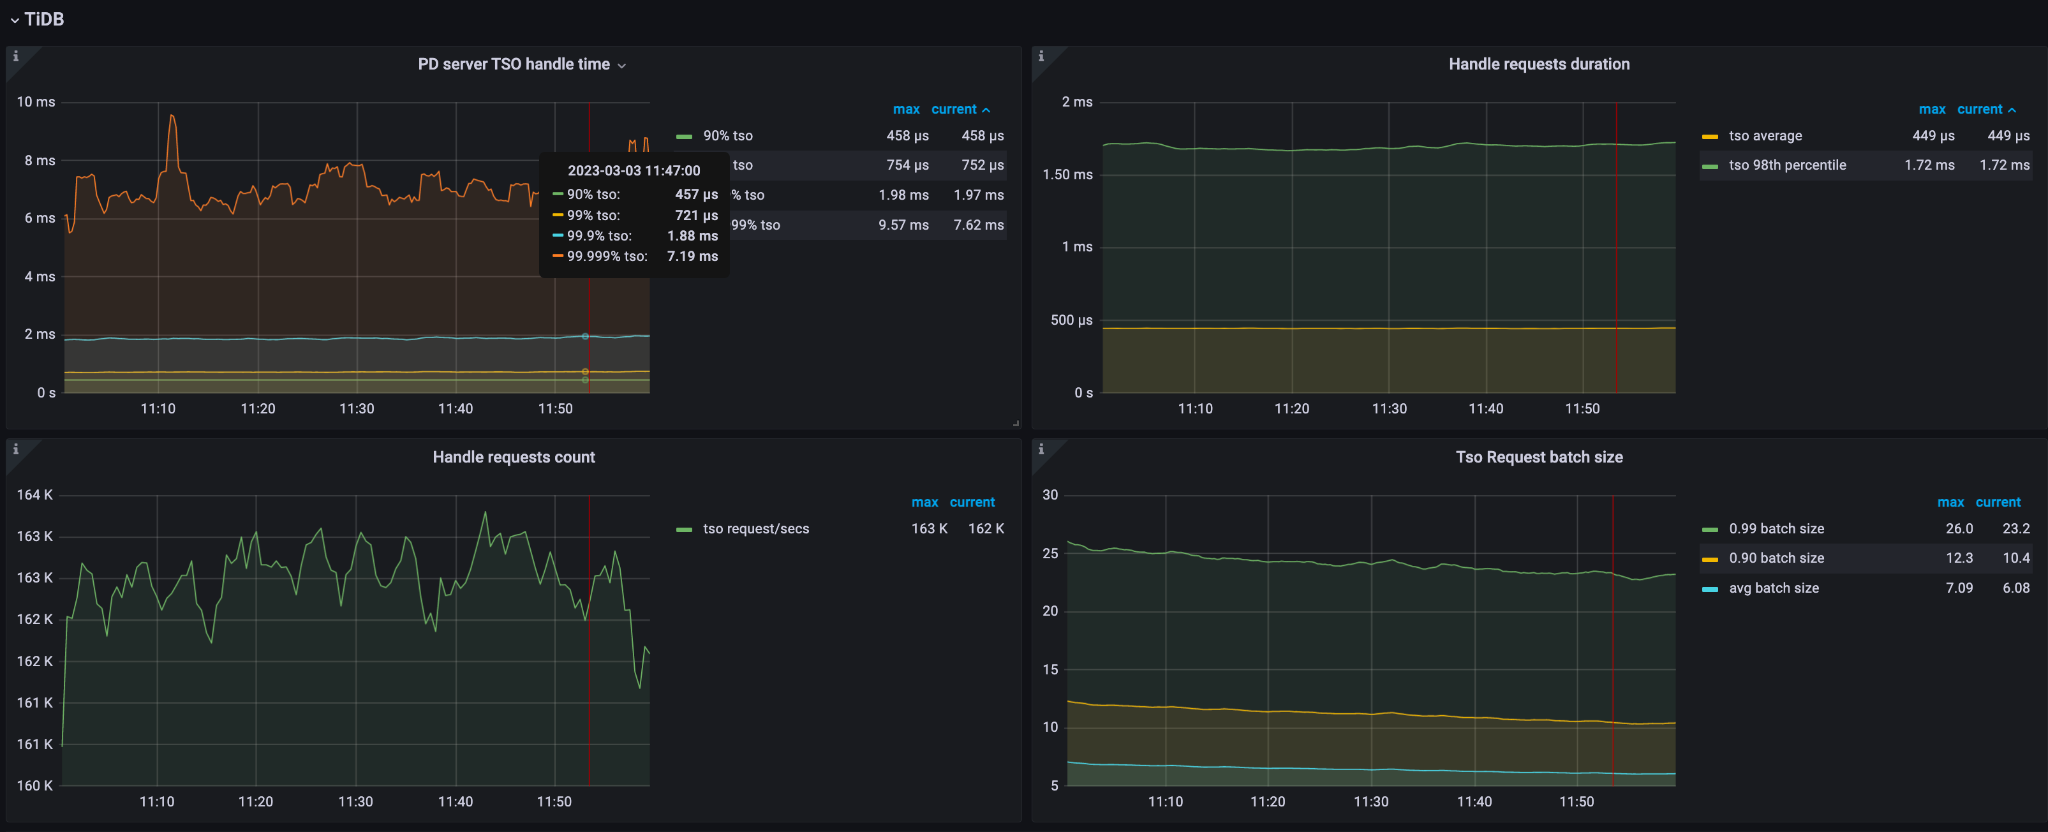 TiDB
i
PD server TSO handle time
10 ms
8 ms
6 ms
4 ms
2 ms
0 s
11:10 11:20 11:30 11:40 11:50
max current
90% tso 458 µs 458 µs
tso 754 µs 752 µs
% tso 1.98 ms 1.97 ms
99% tso 9.57 ms 7.62 ms
2023-03-03 11:47:00
90% tso: 457 µs
99% tso: 721 µs
99.9% tso: 1.88 ms
99.999% tso: 7.19 ms
i
Handle requests duration
2 ms
1.50 ms
1 ms
500 µs
0 s
11:10 11:20 11:30 11:40 11:50
max current
tso average 449 µs 449 µs
tso 98th percentile 1.72 ms 1.72 ms
i
Handle requests count
164 K
163 K
163 K
162 K
162 K
161 K
161 K
160 K
11:10 11:20 11:30 11:40 11:50
max current
tso request/secs 163 K 162 K
i
Tso Request batch size
30
25
20
15
10
5
11:10 11:20 11:30 11:40 11:50
max current
0.99 batch size 26.0 23.2
0.90 batch size 12.3 10.4
avg batch size 7.09 6.08